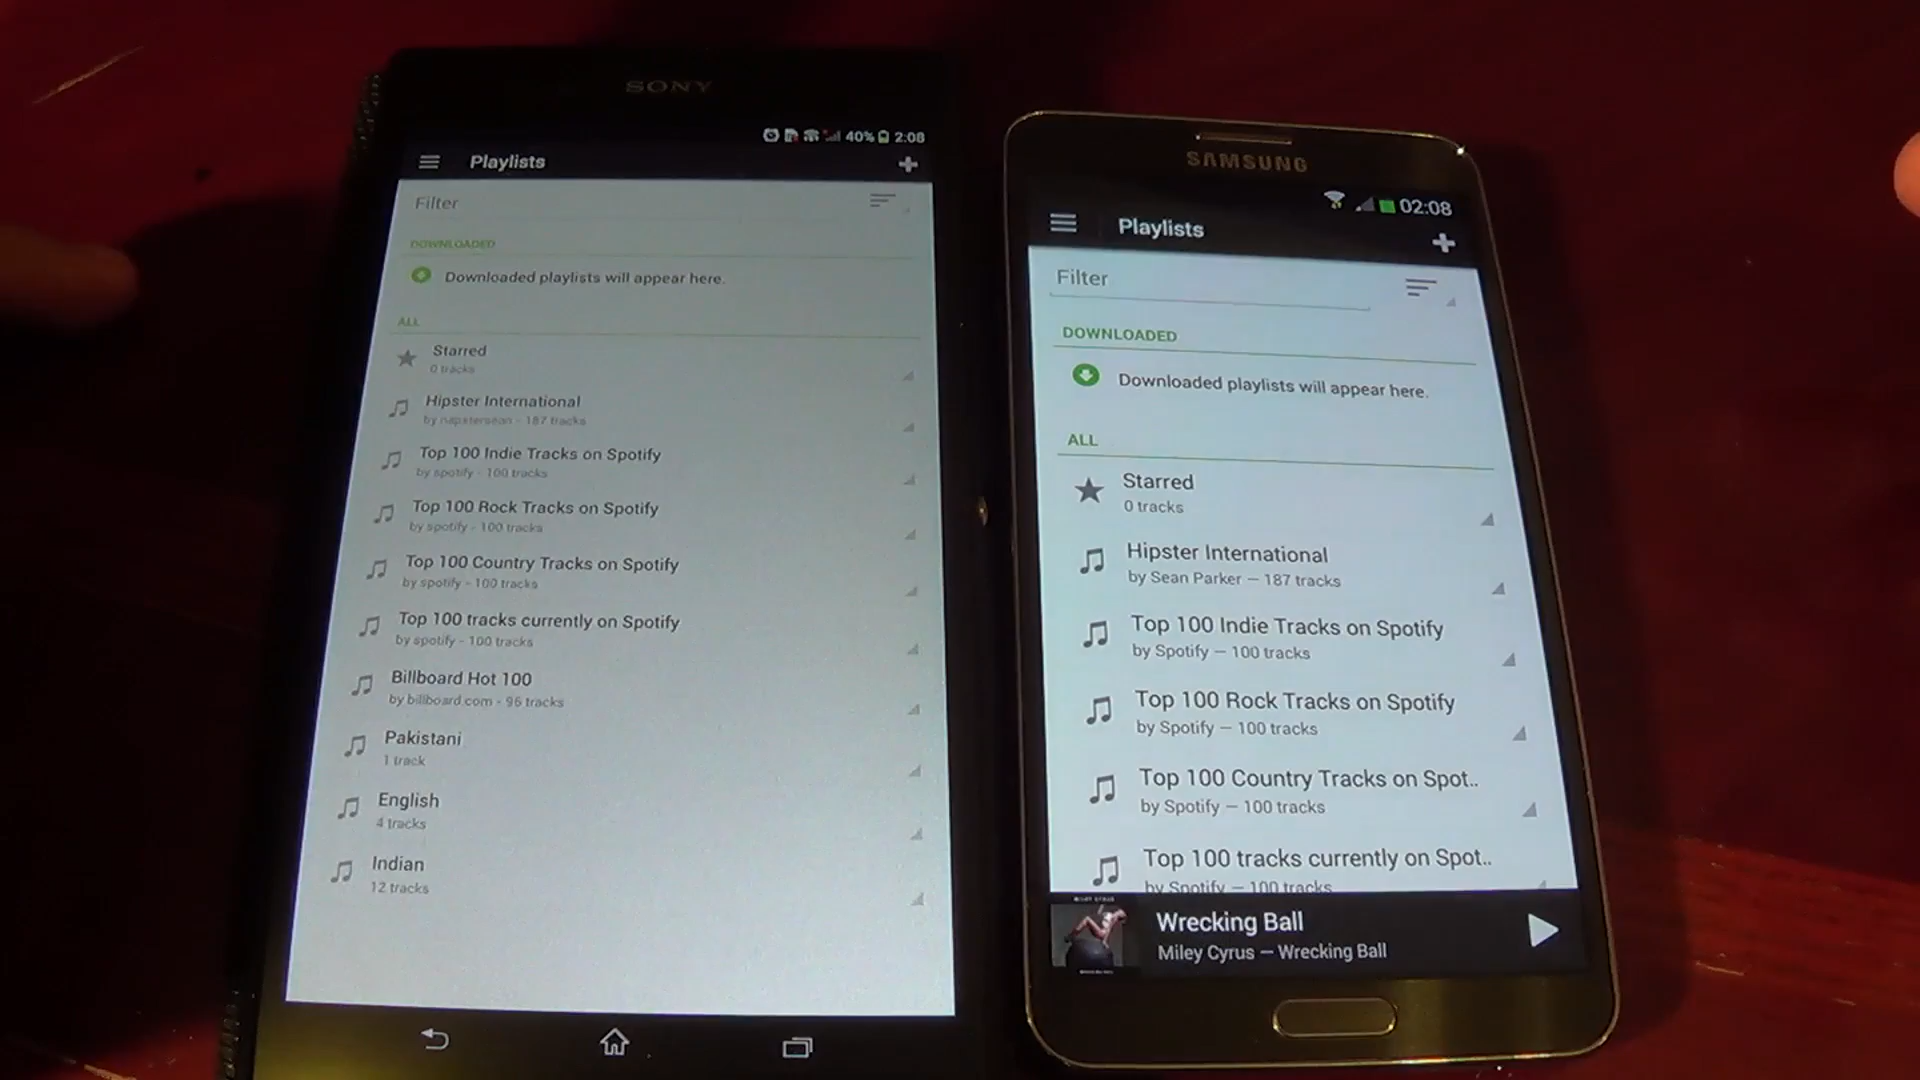 SONY
40% 2:08
Playlists
Filter
DOWNLOADED
Downloaded playlists will appear here.
ALL
Starred
0 tracks
Hipster International
by napstersean - 187 tracks
Top 100 Indie Tracks on Spotify
by spotify - 100 tracks
Top 100 Rock Tracks on Spotify
by spotify - 100 tracks
Top 100 Country Tracks on Spotify
by spotify - 100 tracks
Top 100 tracks currently on Spotify
by spotify - 100 tracks
Billboard Hot 100
by billboard.com - 96 tracks
Pakistani
1 track
English
4 tracks
Indian
12 tracks
SAMSUNG
02:08
Playlists
Filter
DOWNLOADED
Downloaded playlists will appear here.
ALL
Starred
0 tracks
Hipster International
by Sean Parker — 187 tracks
Top 100 Indie Tracks on Spotify
by Spotify — 100 tracks
Top 100 Rock Tracks on Spotify
by Spotify — 100 tracks
Top 100 Country Tracks on Spot..
by Spotify — 100 tracks
Top 100 tracks currently on Spot..
by Spotify — 100 tracks
Wrecking Ball
Miley Cyrus — Wrecking Ball